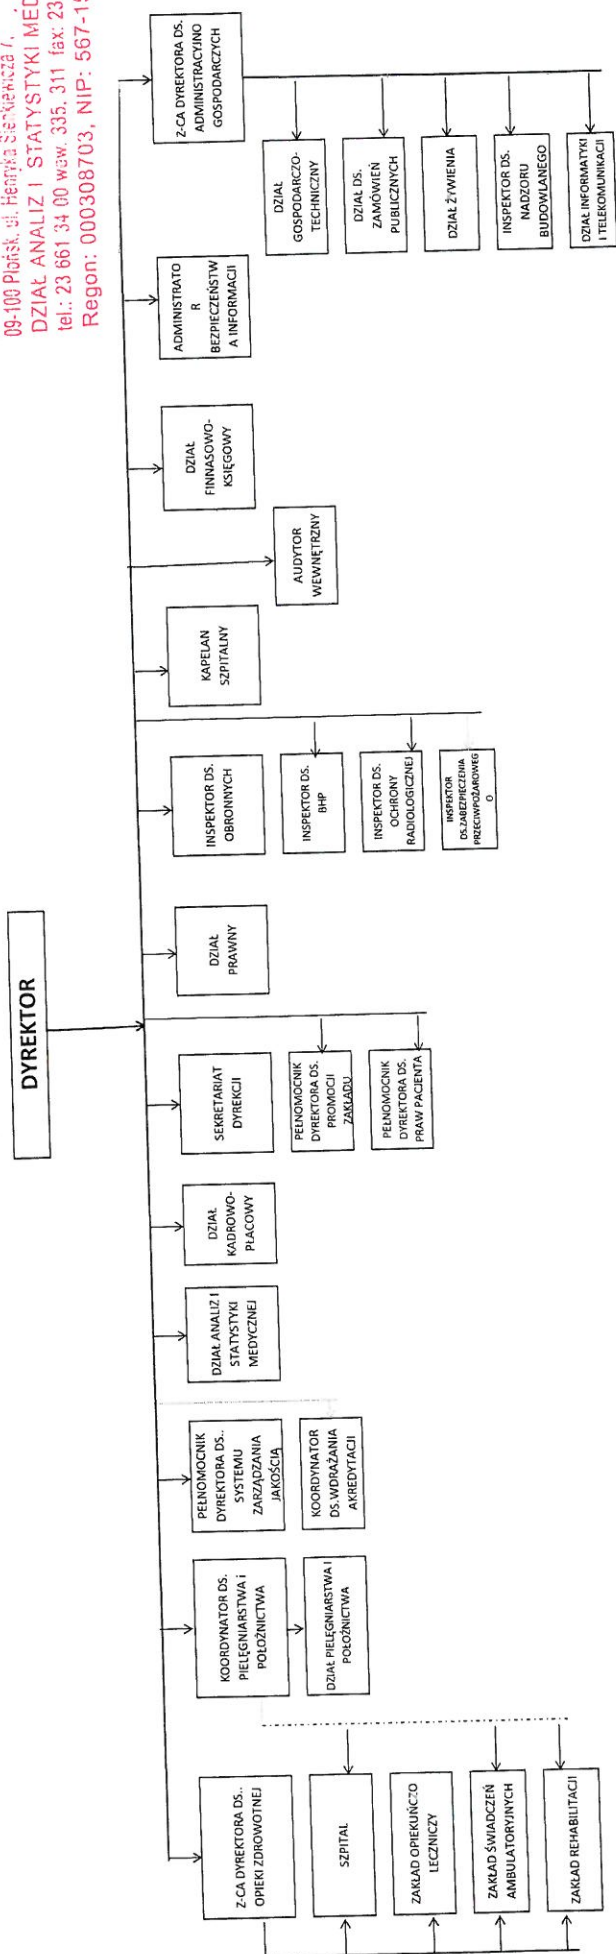 09-100 Płońsk, ul. Henryka Sienkiewicza 7,
DZIAŁ ANALIZ I STATYSTYKI MED
tel.: 23 661 34 00 wew. 335, 311 fax: 23
Regon: 000308703, NIP: 567-15
DYREKTOR
Z-CA DYREKTORA DS..
OPIEKI ZDROWOTNEJ
SZPITAL
ZAKŁAD OPIEKUŃCZO
LECZNICZY
ZAKŁAD ŚWIADCZEŃ
AMBULATORYJNYCH
ZAKŁAD REHABILITACJI
KOORDYNATOR DS.
PIELĘGNIARSTWA i
POŁOŻNICTWA
DZIAŁ PIELĘGNIARSTWA I
POŁOŻNICTWA
PEŁNOMOCNIK
DYREKTORA DS..
SYSTEMU
ZARZĄDZANIA
JAKOŚCIĄ
KOORDYNATOR
DS.WDRAŻANIA
AKREDYTACJI
DZIAŁ ANALIZ I
STATYSTYKI
MEDYCZNEJ
DZIAŁ
KADROWO-
PŁACOWY
SEKRETARIAT
DYREKCJI
PEŁNOMOCNIK
DYREKTORA DS.
PROMOCJI
ZAKŁADU
PEŁNOMOCNIK
DYREKTORA DS.
PRAW PACJENTA
DZIAŁ
PRAWNY
INSPEKTOR DS.
OBRONNYCH
INSPEKTOR DS.
BHP
INSPEKTOR DS.
OCHRONY
RADIOLOGICZNEJ
INSPEKTOR
DS.ZABEZPIECZENIA
PRZECIWPOŻAROWEG
O
KAPELAN
SZPITALNY
AUDYTOR
WEWNĘTRZNY
DZIAŁ
FINNASOWO-
KSIĘGOWY
ADMINISTRATO
R
BEZPIECZEŃSTW
A INFORMACJI
Z-CA DYREKTORA DS.
ADMINISTRACYJNO
GOSPODARCZYCH
DZIAŁ
GOSPODARCZO-
TECHNICZNY
DZIAŁ DS.
ZAMÓWIEŃ
PUBLICZNYCH
DZIAŁ ŻYWIENIA
INSPEKTOR DS.
NADZORU
BUDOWLANEGO
DZIAŁ INFORMATYKI
I TELEKOMUNIKACJI